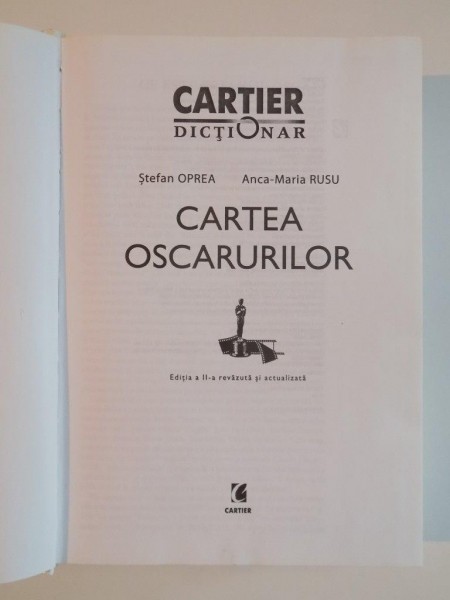 CARTIER
DICŢIONAR
Ştefan OPREA Anca-Maria RUSU
CARTEA
OSCARURILOR
Ediţia a II-a revăzută şi actualizată
CARTIER